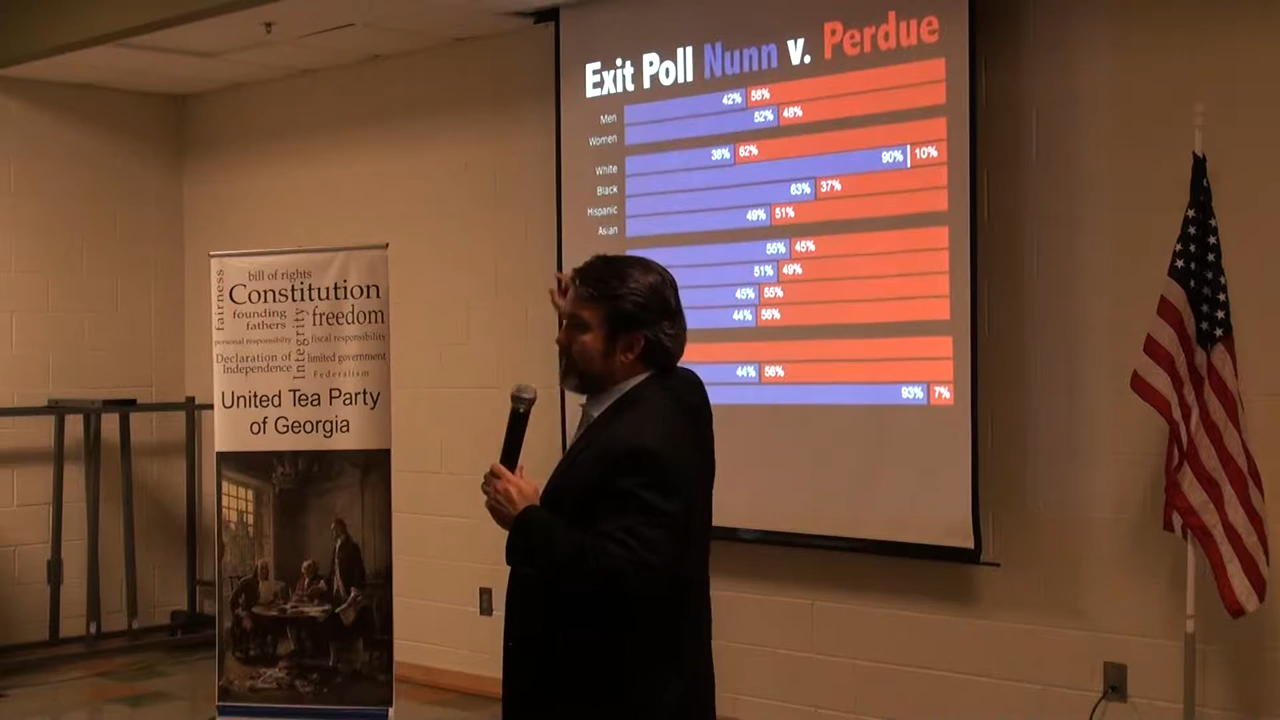 Exit Poll Nunn v. Perdue
Men 42% 58%
Women 52% 48%
White 38% 62%
Black 90% 10%
Hispanic 63% 37%
Asian 49% 51%
55% 45%
51% 49%
45% 55%
44% 56%
44% 56%
93% 7%
fairness
bill of rights
Constitution
founding
fathers
Integrity
freedom
personal responsibility
fiscal responsibility
Declaration of
Independence
limited government
Federalism
United Tea Party
of Georgia